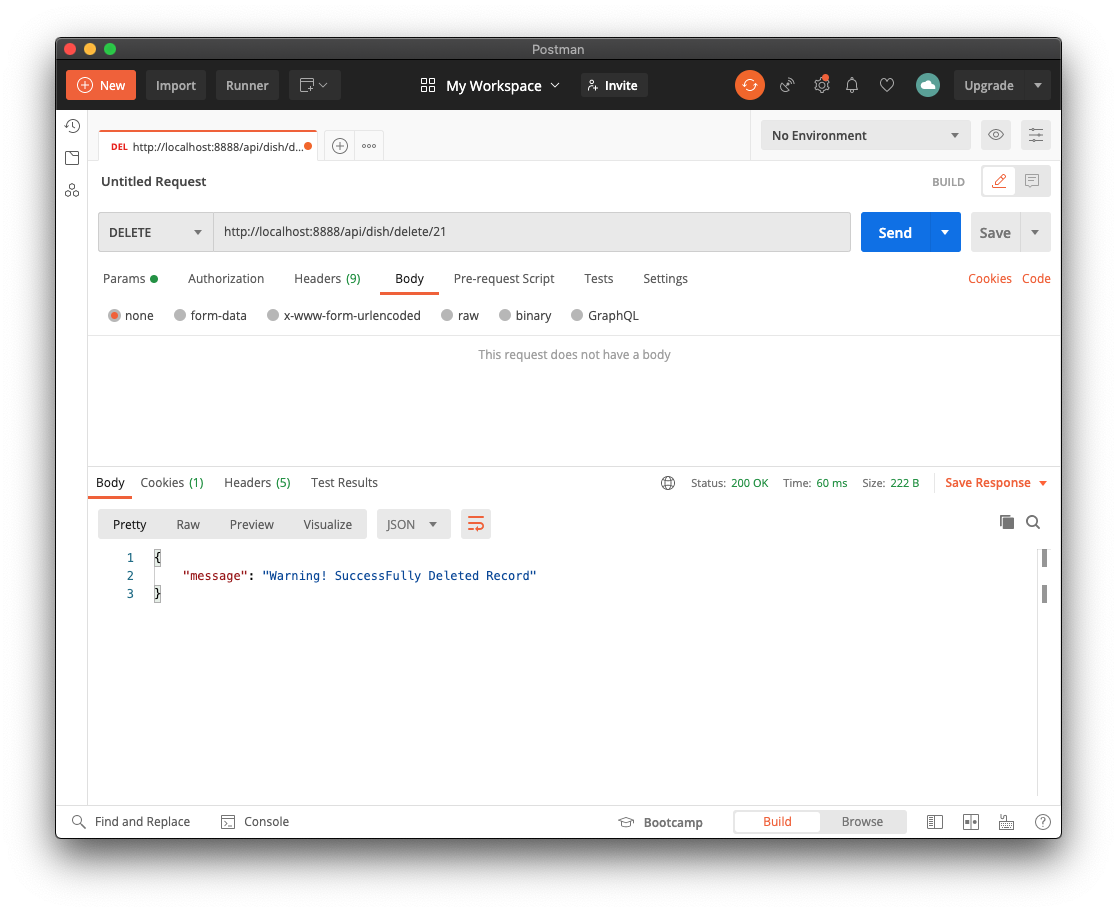 Postman
New Import Runner My Workspace Invite Upgrade
DEL http://localhost:8888/api/dish/d... No Environment
Untitled Request BUILD
DELETE http://localhost:8888/api/dish/delete/21 Send Save
Params Authorization Headers (9) Body Pre-request Script Tests Settings Cookies Code
none form-data x-www-form-urlencoded raw binary GraphQL
This request does not have a body
Body Cookies (1) Headers (5) Test Results Status: 200 OK Time: 60 ms Size: 222 B Save Response
Pretty Raw Preview Visualize JSON
1 {
2 "message": "Warning! SuccessFully Deleted Record"
3 }
Find and Replace Console Bootcamp Build Browse